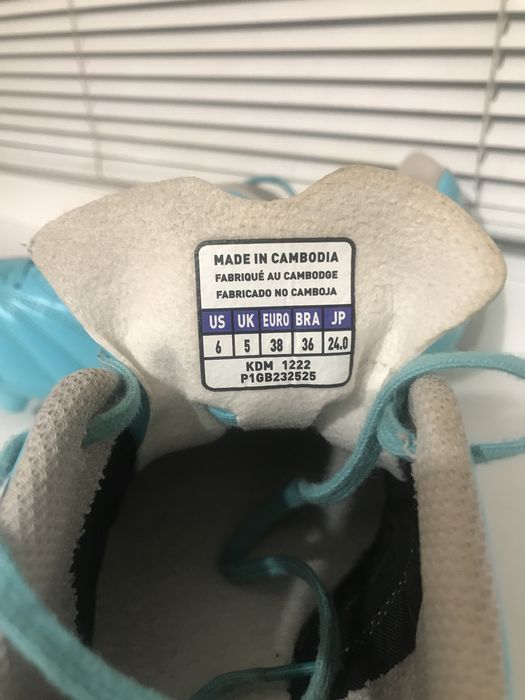 MADE IN CAMBODIA
FABRIQUÉ AU CAMBODGE
FABRICADO NO CAMBOJA
US UK EURO BRA JP
6 5 38 36 24.0
KDM 1222
P1GB232525